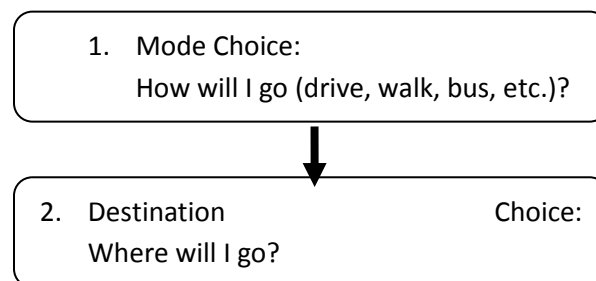 1. Mode Choice:
How will I go (drive, walk, bus, etc.)?
2. Destination Choice:
Where will I go?